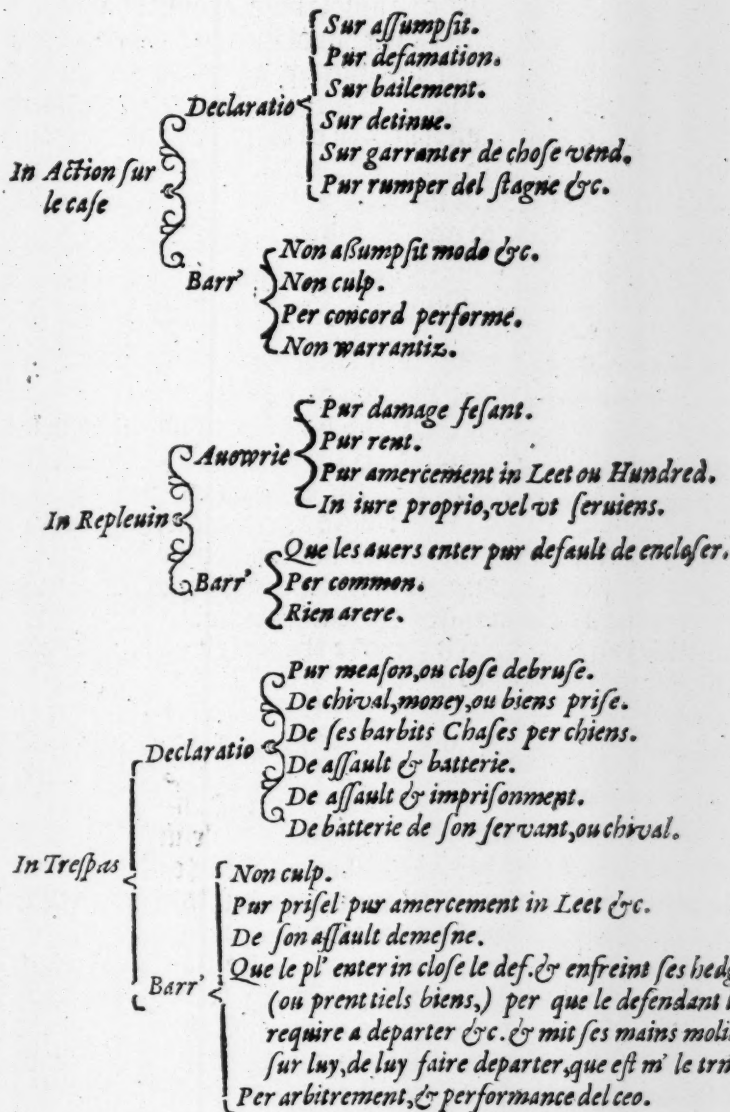 Sur aſſumpſit.
Pur defamation.
Sur bailement.
Declaratio
Sur detinue.
Sur garranter de choſe vend.
Pur rumper del ſtagne &c.
In Action ſur
le caſe
Non aßumpſit modo &c.
Barr'
Non culp.
Per concord performe.
Non warrantiz.
Pur damage feſant.
Auowrie
Pur rent.
Pur amercement in Leet ou Hundred.
In iure proprio, vel vt ſeruiens.
In Repleuin
Que les auers enter pur default de encloſer.
Barr'
Per common.
Rien arere.
Pur meaſon, ou cloſe debruſe.
De chival, money, ou biens priſe.
De ſes barbits Chaſes per chiens.
Declaratio
De aſſault & batterie.
De aſſault & impriſonment.
De batterie de ſon ſervant, ou chival.
In Treſpas
Non culp.
Pur priſel pur amercement in Leet &c.
De ſon aſſault demeſne.
Barr'
Que le pl' enter in cloſe le def. & enfreint ſes
(ou prent tiels biens,) per que le defendant
require a departer &c. & mit ſes mains
ſur luy, de luy faire departer, que eſt m' le
Per arbitrement, & performance del ceo.